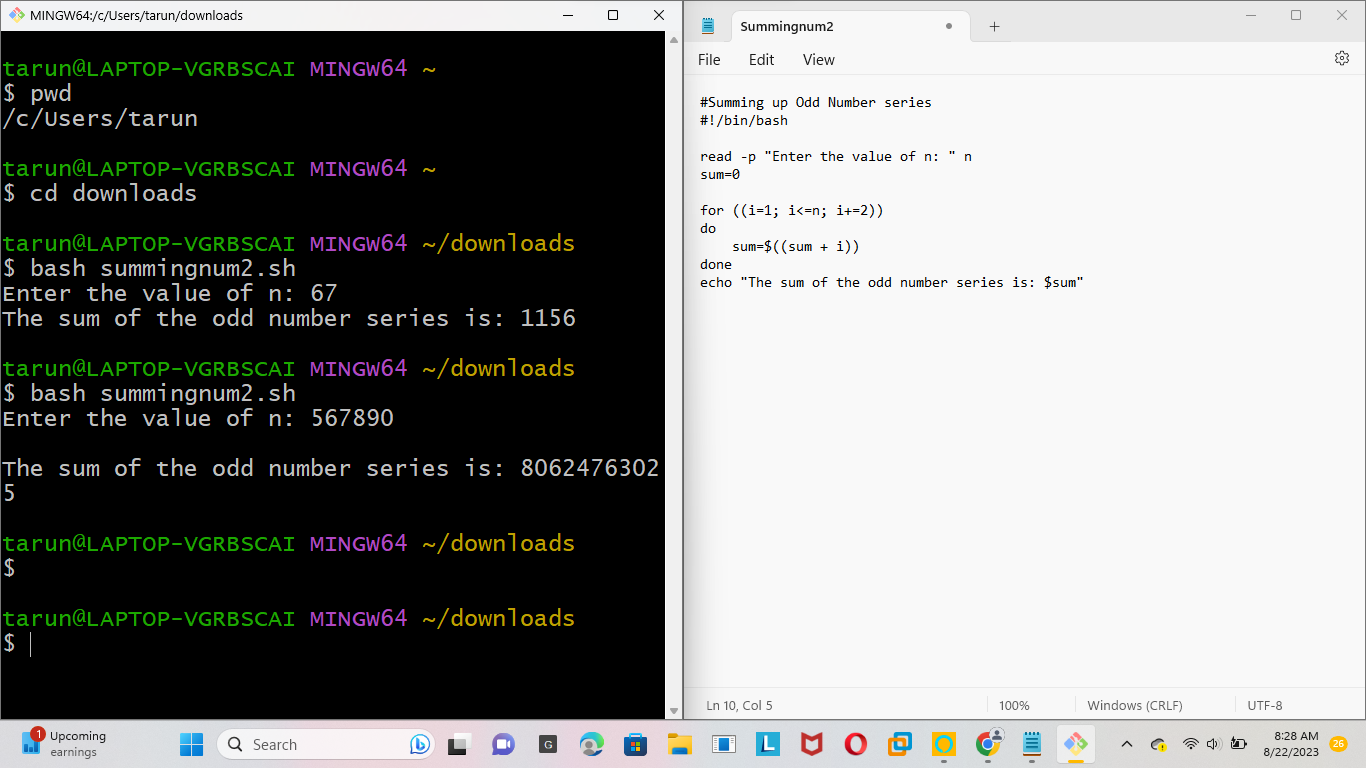 MINGW64:/c/Users/tarun/downloads
tarun@LAPTOP-VGRBSCAI MINGW64 ~
$ pwd
/c/Users/tarun
tarun@LAPTOP-VGRBSCAI MINGW64 ~
$ cd downloads
tarun@LAPTOP-VGRBSCAI MINGW64 ~/downloads
$ bash summingnum2.sh
Enter the value of n: 67
The sum of the odd number series is: 1156
tarun@LAPTOP-VGRBSCAI MINGW64 ~/downloads
$ bash summingnum2.sh
Enter the value of n: 567890
The sum of the odd number series is: 8062476302
5
tarun@LAPTOP-VGRBSCAI MINGW64 ~/downloads
$
tarun@LAPTOP-VGRBSCAI MINGW64 ~/downloads
$
Summingnum2
File Edit View
#Summing up Odd Number series
#!/bin/bash
read -p "Enter the value of n: " n
sum=0
for ((i=1; i<=n; i+=2))
do
    sum=$((sum + i))
done
echo "The sum of the odd number series is: $sum"
Ln 10, Col 5 100% Windows (CRLF) UTF-8
1
Upcoming
earnings
Search
G
L
8:28 AM
8/22/2023
26